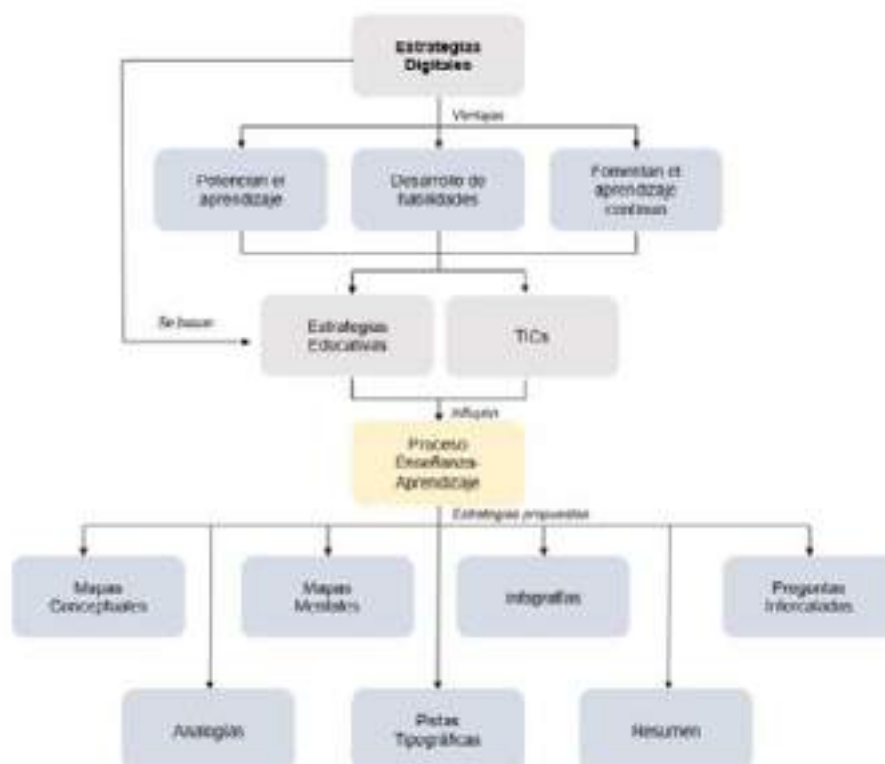 Estrategias
Digitales
Ventajas
Potencian el
aprendizaje
Desarrollo de
habilidades
Fomentan el
aprendizaje
continuo
Se basan
Estrategias
Educativas
TICs
Influyen
Proceso
Enseñanza-
Aprendizaje
Estrategias propuestas
Mapas
Conceptuales
Mapas
Mentales
Infografías
Preguntas
Intercaladas
Analogías
Pistas
Tipográficas
Resumen